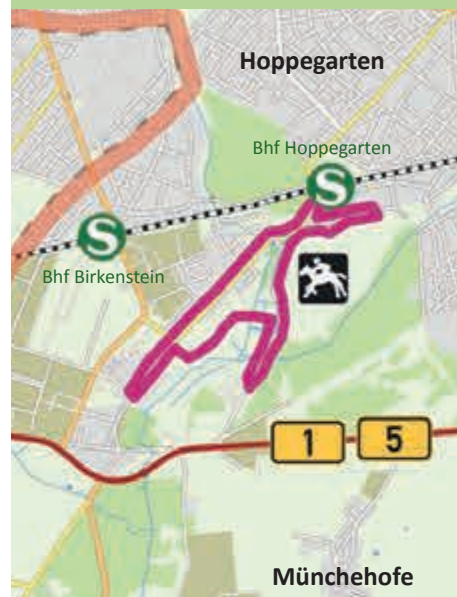 Hoppegarten
Bhf Hoppegarten
S
S
Bhf Birkenstein
1 5
Münchehofe